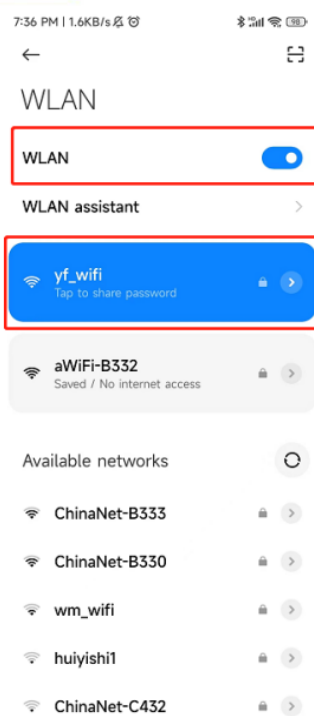 7:36 PM | 1.6KB/s
98
WLAN
WLAN
WLAN assistant
yf_wifi
Tap to share password
aWiFi-B332
Saved / No internet access
Available networks
ChinaNet-B333
ChinaNet-B330
wm_wifi
huiyishi1
ChinaNet-C432